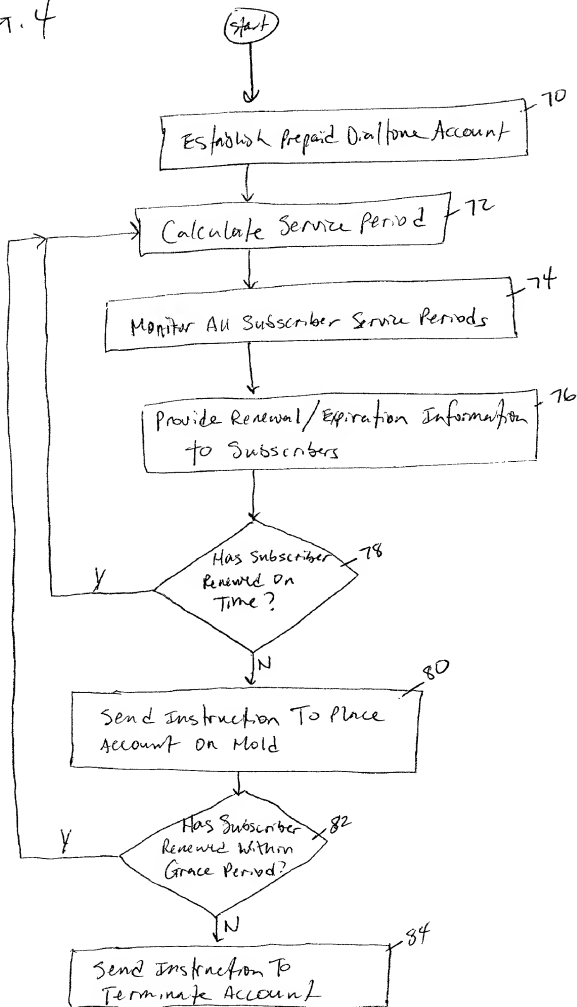 . 4
Start
70
Establish Prepaid Dialtone Account
72
Calculate Service Period
74
Monitor All Subscriber Service Periods
76
Provide Renewal/Expiration Information
to Subscribers
78
Has Subscriber
Renewed On
Time?
Y
N
80
Send Instruction To Place
Account On Hold
82
Has Subscriber
Renewed Within
Grace Period?
Y
N
84
Send Instruction To
Terminate Account